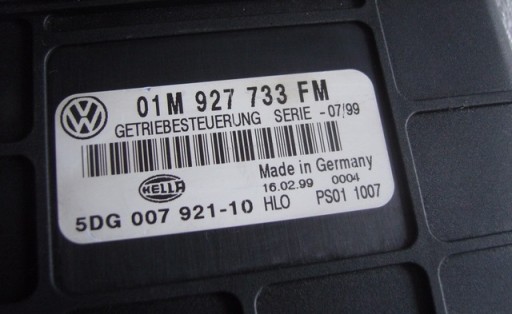 01M 927 733 FM
GETRIEBESTEUERUNG SERIE -07/99
Made in Germany
16.02.99 0004
HELLA
5DG 007 921-10 HLO PS01 1007